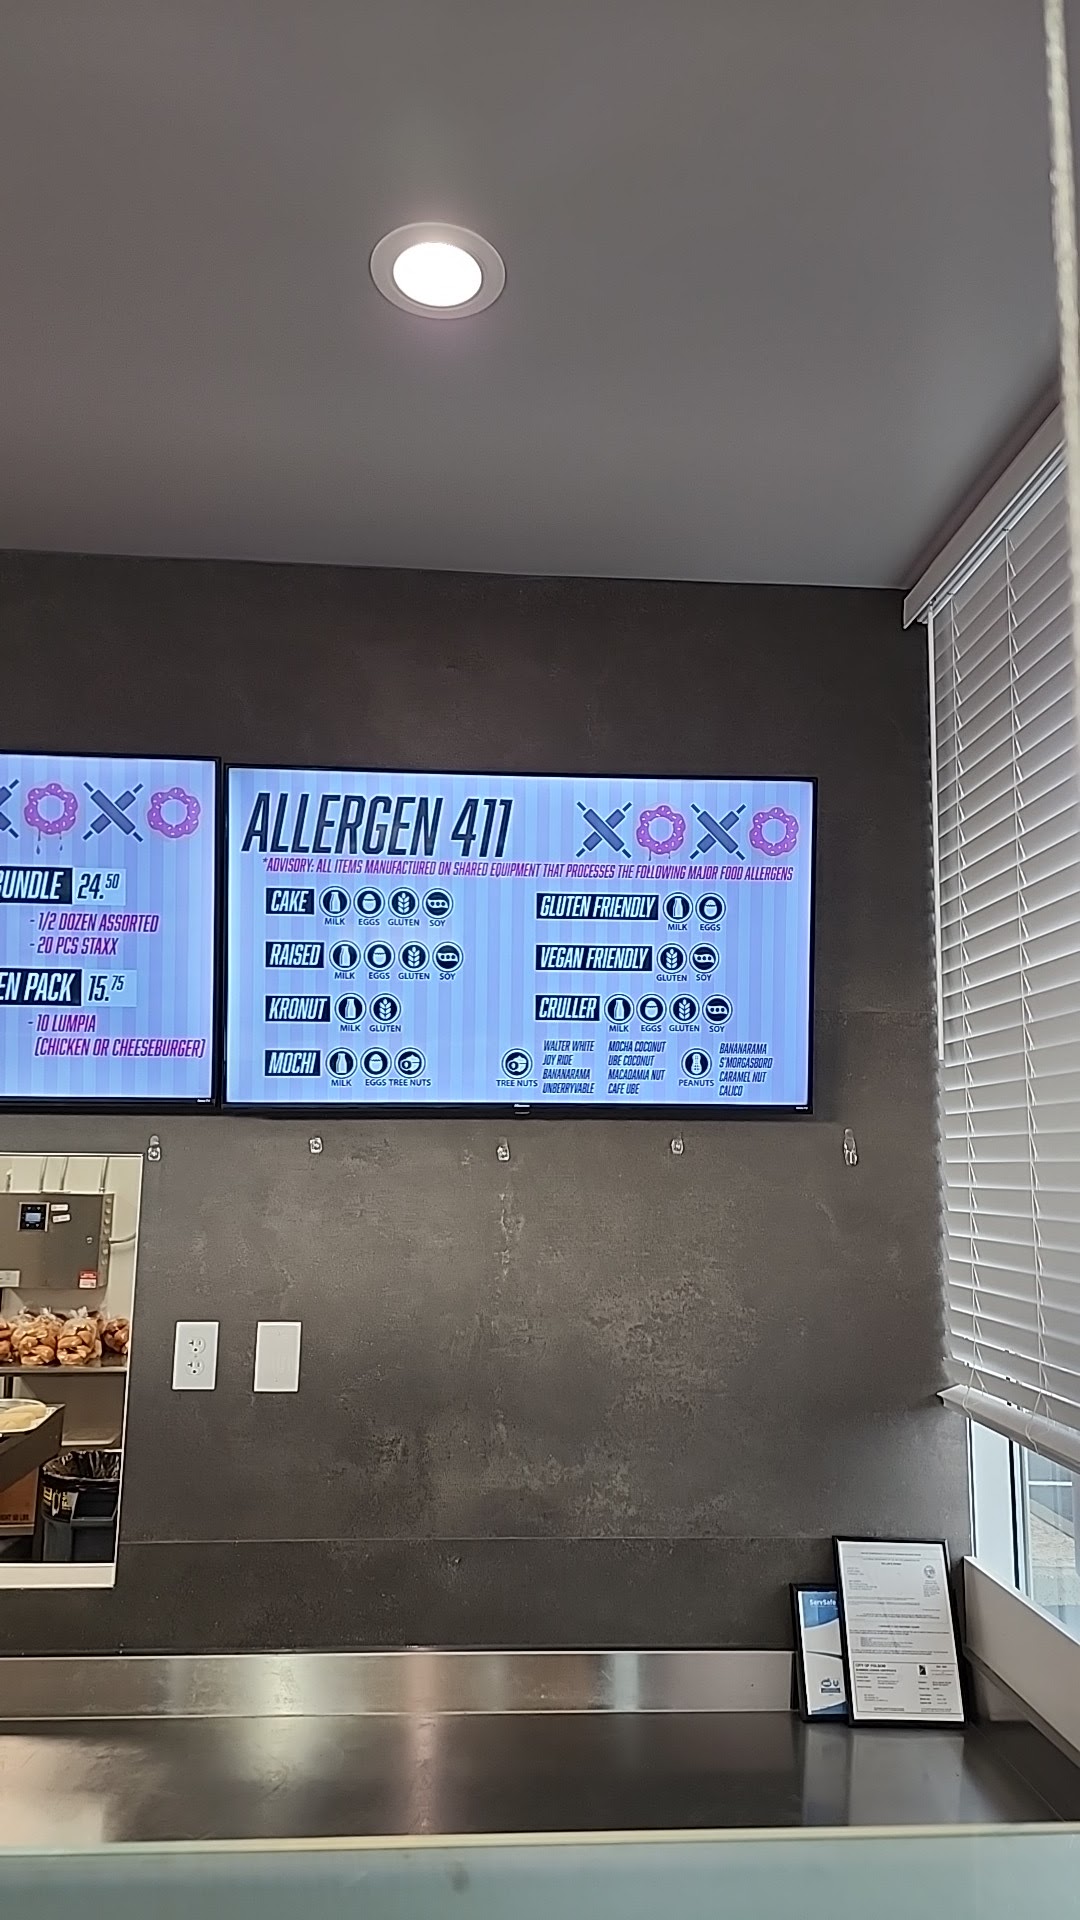 BUNDLE 24.50
- 1/2 DOZEN ASSORTED
- 20 PCS STAXX
EN PACK 15.75
- 10 LUMPIA
[CHICKEN OR CHEESEBURGER]
ALLERGEN 411
*ADVISORY: ALL ITEMS MANUFACTURED ON SHARED EQUIPMENT THAT PROCESSES THE FOLLOWING MAJOR FOOD ALLERGENS
CAKE
MILK EGGS GLUTEN SOY
RAISED
MILK EGGS GLUTEN SOY
KRONUT
MILK GLUTEN
MOCHI
MILK EGGS TREE NUTS
GLUTEN FRIENDLY
MILK EGGS
VEGAN FRIENDLY
GLUTEN SOY
CRULLER
MILK EGGS GLUTEN SOY
TREE NUTS
WALTER WHITE
JOY RIDE
BANANARAMA
UNBERRYVABLE
MOCHA COCONUT
UBE COCONUT
MACADAMIA NUT
CAFE UBE
PEANUTS
BANANARAMA
S'MORGASBORD
CARAMEL NUT
CALICO
ServSafe
CITY OF FOLSOM